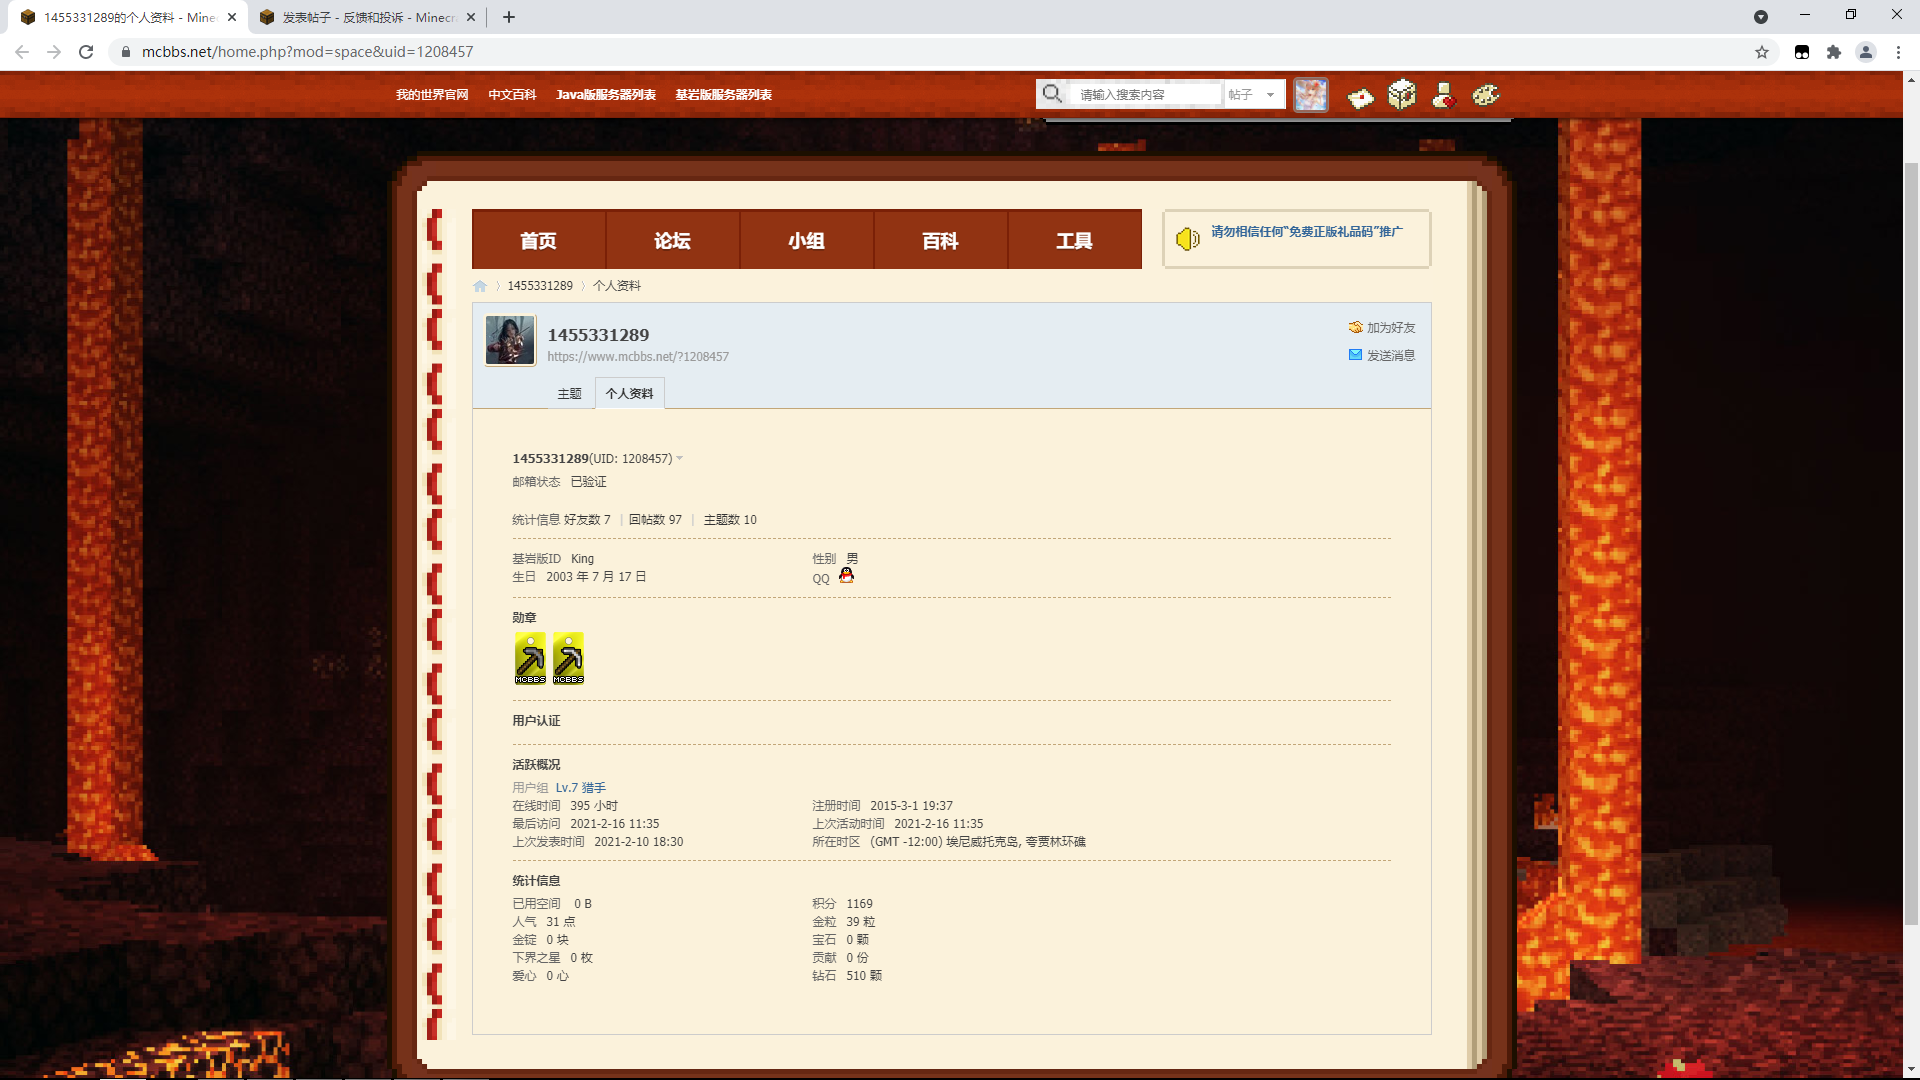 1455331289的个人资料 - Mine
发表帖子 - 反馈和投诉 - Minecr
mcbbs.net/home.php?mod=space&uid=1208457
我的世界官网 中文百科 Java版服务器列表 基岩版服务器列表
请输入搜索内容 帖子
首页 论坛 小组 百科 工具
请勿相信任何“免费正版礼品码”推广
1455331289 个人资料
1455331289
https://www.mcbbs.net/?1208457
加为好友
发送消息
主题 个人资料
1455331289(UID: 1208457)
邮箱状态 已验证
统计信息 好友数 7 | 回帖数 97 | 主题数 10
基岩版ID King 性别 男
生日 2003 年 7 月 17 日 QQ
勋章
MCBBS MCBBS
用户认证
活跃概况
用户组 Lv.7 猎手
在线时间 395 小时 注册时间 2015-3-1 19:37
最后访问 2021-2-16 11:35 上次活动时间 2021-2-16 11:35
上次发表时间 2021-2-10 18:30 所在时区 (GMT -12:00) 埃尼威托克岛, 夸贾林环礁
统计信息
已用空间 0 B 积分 1169
人气 31 点 金粒 39 粒
金锭 0 块 宝石 0 颗
下界之星 0 枚 贡献 0 份
爱心 0 心 钻石 510 颗